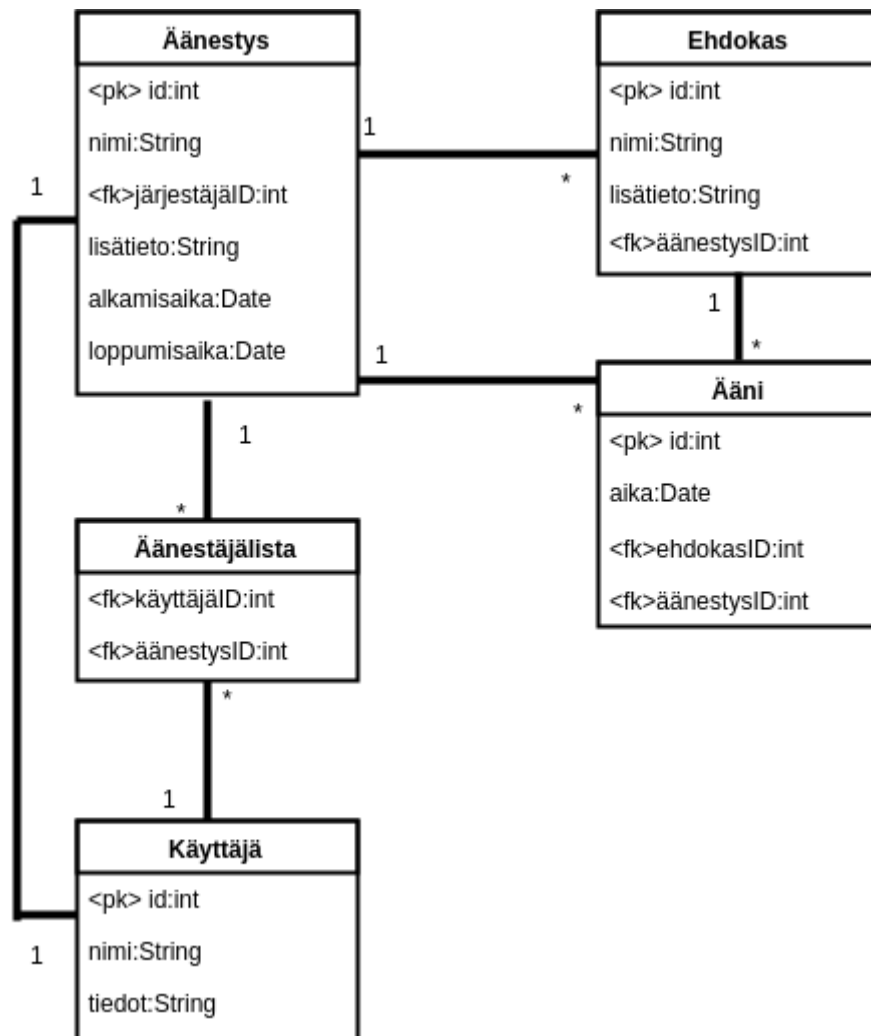 Äänestys
<pk> id:int
nimi:String
<fk>järjestäjäID:int
lisätieto:String
alkamisaika:Date
loppumisaika:Date
Ehdokas
<pk> id:int
nimi:String
lisätieto:String
<fk>äänestysID:int
1
*
1
1
*
1
*
Ääni
<pk> id:int
aika:Date
<fk>ehdokasID:int
<fk>äänestysID:int
1
*
Äänestäjälista
<fk>käyttäjäID:int
<fk>äänestysID:int
*
1
Käyttäjä
<pk> id:int
nimi:String
tiedot:String
1